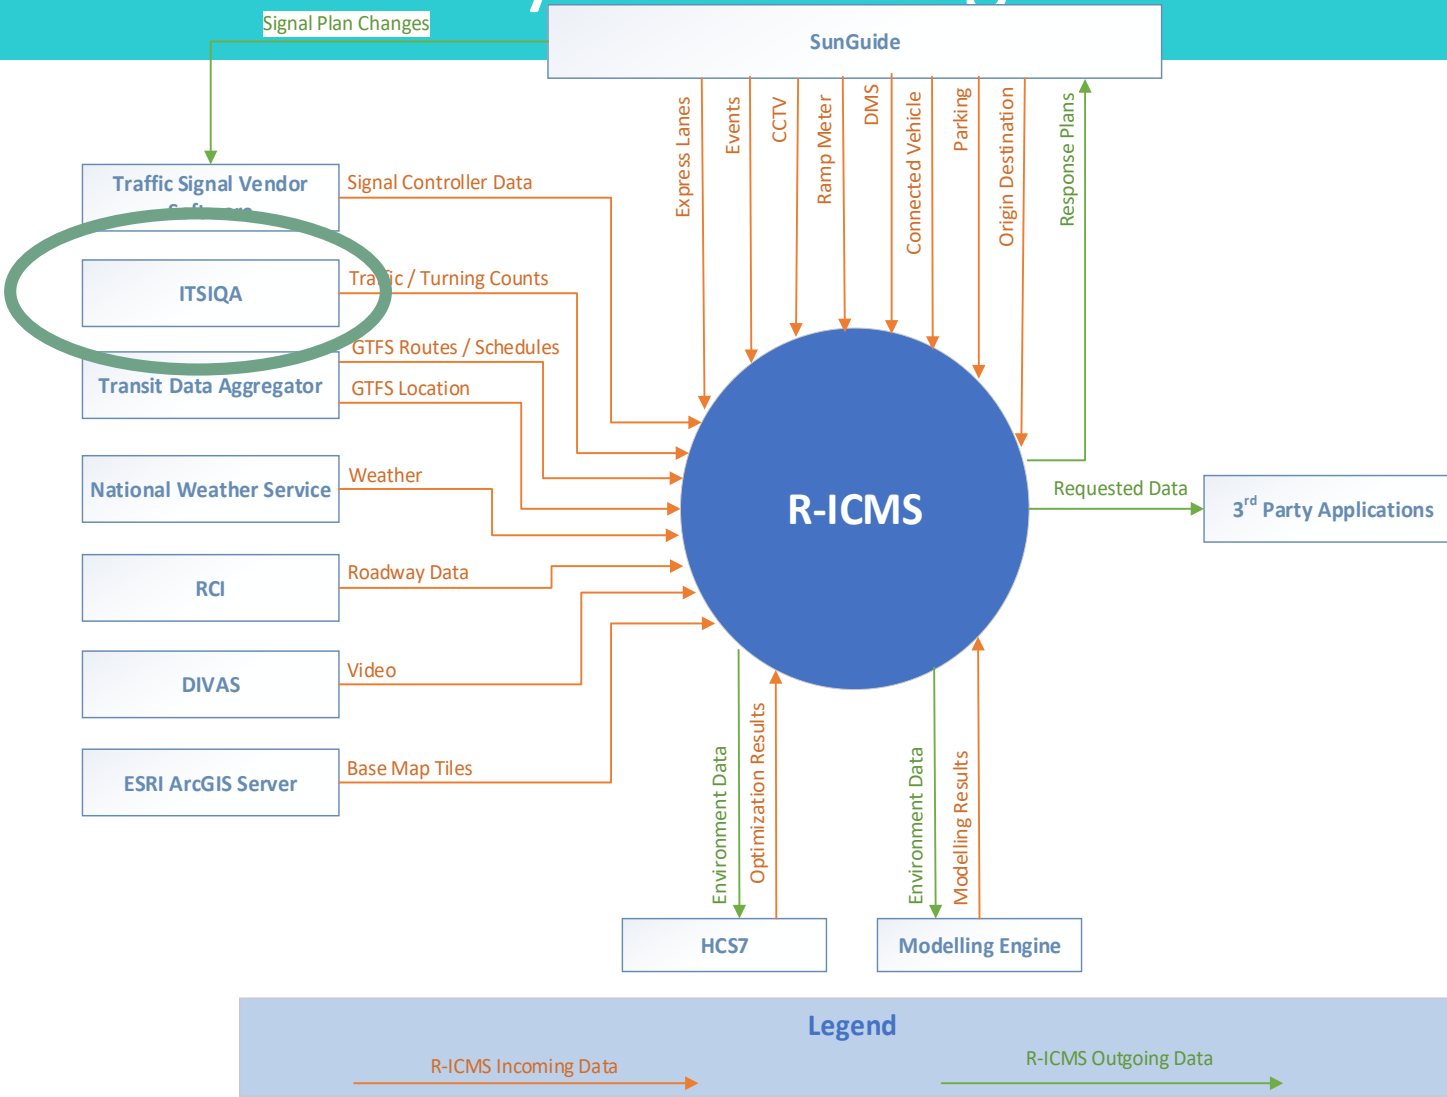 Signal Plan Changes
SunGuide
Express Lanes
Events
CCTV
Ramp Meter
DMS
Connected Vehicle
Parking
Origin Destination
Response Plans
Traffic Signal Vendor
Software
Signal Controller Data
ITSIQA
Traffic / Turning Counts
GTFS Routes / Schedules
Transit Data Aggregator
GTFS Location
National Weather Service
Weather
R-ICMS
Requested Data
3rd Party Applications
RCI
Roadway Data
DIVAS
Video
ESRI ArcGIS Server
Base Map Tiles
Environment Data
Optimization Results
Environment Data
Modelling Results
HCS7
Modelling Engine
Legend
R-ICMS Incoming Data
R-ICMS Outgoing Data